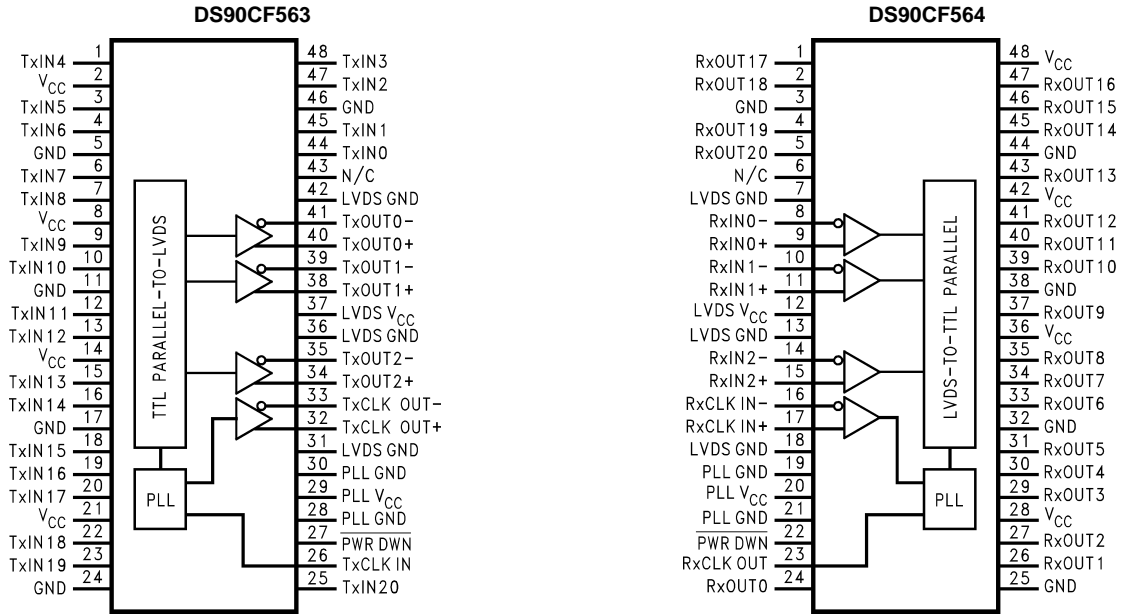 DS90CF563
TxIN4 1
VCC 2
TxIN5 3
TxIN6 4
GND 5
TxIN7 6
TxIN8 7
VCC 8
TxIN9 9
TxIN10 10
GND 11
TxIN11 12
TxIN12 13
VCC 14
TxIN13 15
TxIN14 16
GND 17
TxIN15 18
TxIN16 19
TxIN17 20
VCC 21
TxIN18 22
TxIN19 23
GND 24
TTL PARALLEL-TO-LVDS
PLL
48 TxIN3
47 TxIN2
46 GND
45 TxIN1
44 TxIN0
43 N/C
42 LVDS GND
41 TxOUT0-
40 TxOUT0+
39 TxOUT1-
38 TxOUT1+
37 LVDS VCC
36 LVDS GND
35 TxOUT2-
34 TxOUT2+
33 TxCLK OUT-
32 TxCLK OUT+
31 LVDS GND
30 PLL GND
29 PLL VCC
28 PLL GND
27 PWR DWN
26 TxCLK IN
25 TxIN20
DS90CF564
RxOUT17 1
RxOUT18 2
GND 3
RxOUT19 4
RxOUT20 5
N/C 6
LVDS GND 7
RxIN0- 8
RxIN0+ 9
RxIN1- 10
RxIN1+ 11
LVDS VCC 12
LVDS GND 13
RxIN2- 14
RxIN2+ 15
RxCLK IN- 16
RxCLK IN+ 17
LVDS GND 18
PLL GND 19
PLL VCC 20
PLL GND 21
PWR DWN 22
RxCLK OUT 23
RxOUT0 24
LVDS-TO-TTL PARALLEL
PLL
48 VCC
47 RxOUT16
46 RxOUT15
45 RxOUT14
44 GND
43 RxOUT13
42 VCC
41 RxOUT12
40 RxOUT11
39 RxOUT10
38 GND
37 RxOUT9
36 VCC
35 RxOUT8
34 RxOUT7
33 RxOUT6
32 GND
31 RxOUT5
30 RxOUT4
29 RxOUT3
28 VCC
27 RxOUT2
26 RxOUT1
25 GND